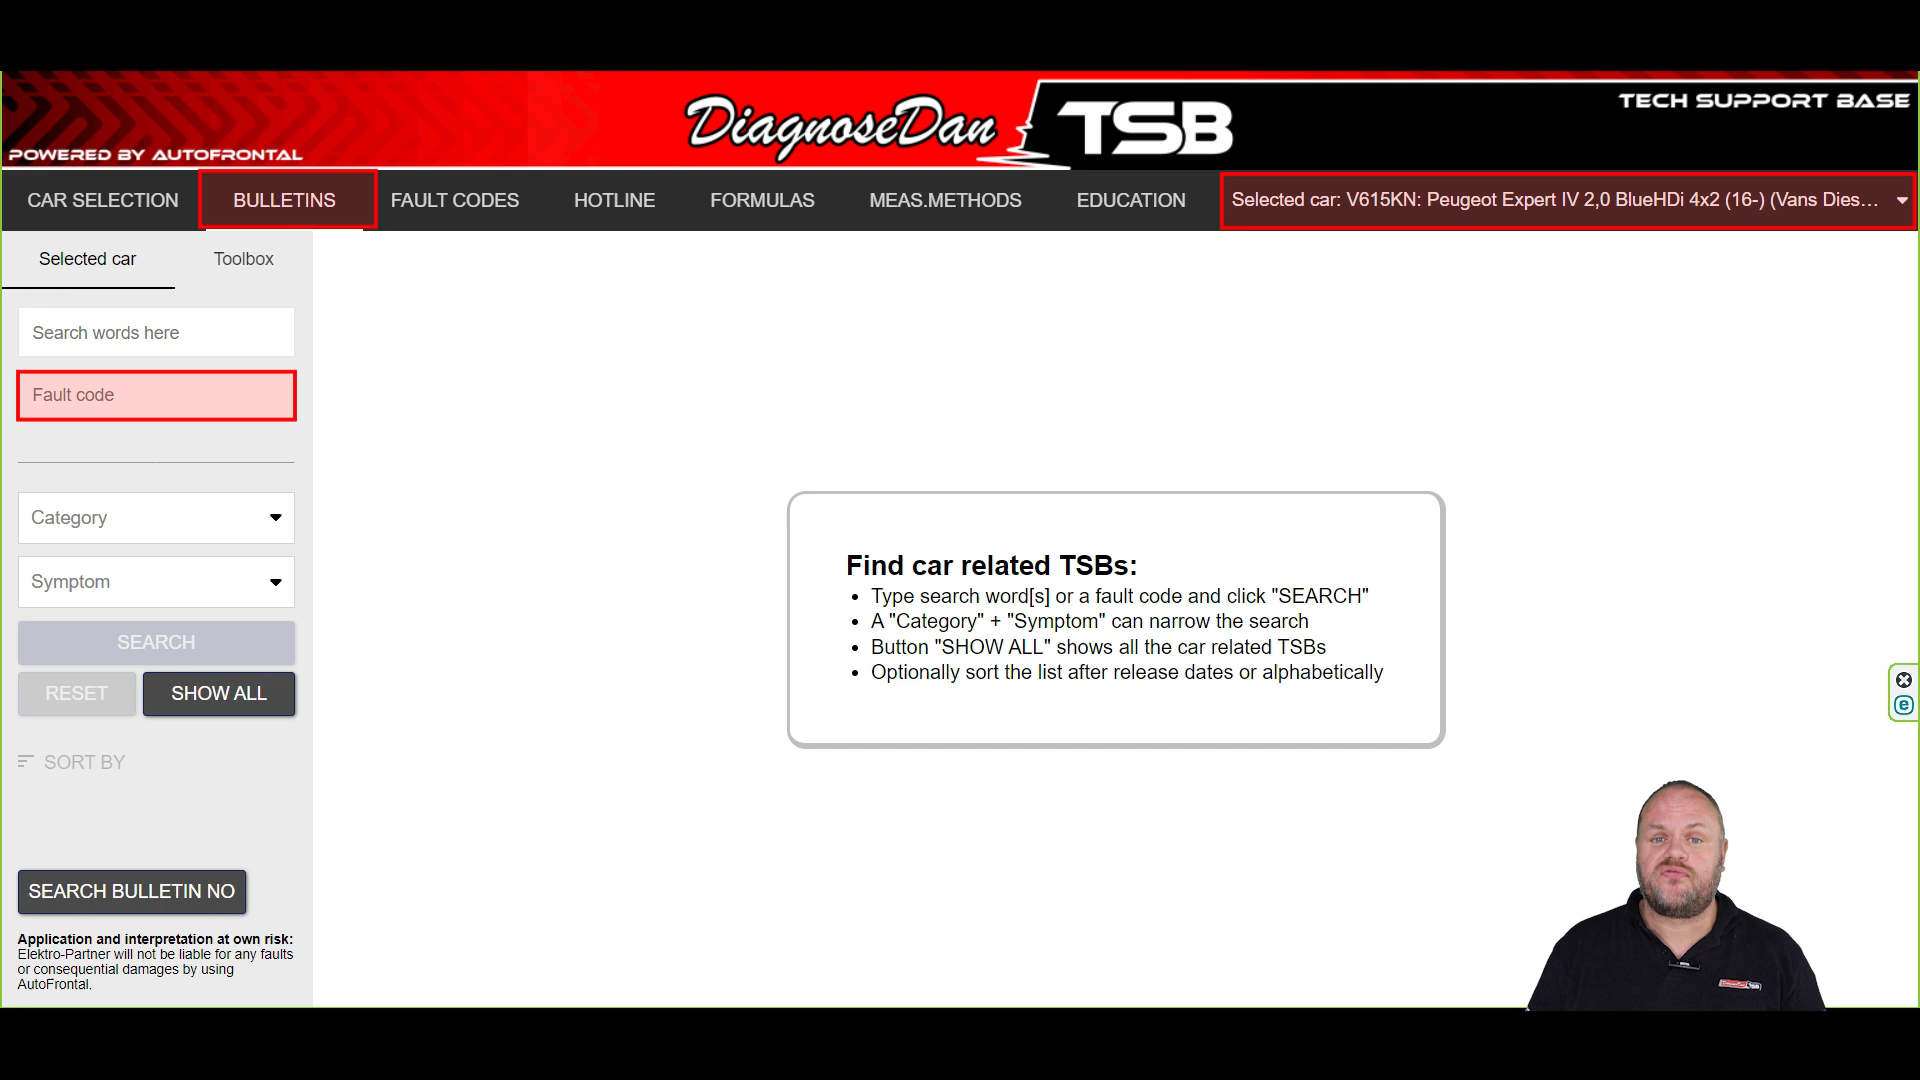 POWERED BY AUTOFRONTAL
DiagnoseDan TSB
TECH SUPPORT BASE
CAR SELECTION
BULLETINS
FAULT CODES
HOTLINE
FORMULAS
MEAS.METHODS
EDUCATION
Selected car: V615KN: Peugeot Expert IV 2,0 BlueHDi 4x2 (16-) (Vans Dies...
Selected car
Toolbox
Search words here
Fault code
Category
Symptom
SEARCH
RESET
SHOW ALL
SORT BY
SEARCH BULLETIN NO
Application and interpretation at own risk:
Elektro-Partner will not be liable for any faults
or consequential damages by using
AutoFrontal.
Find car related TSBs:
• Type search word[s] or a fault code and click "SEARCH"
• A "Category" + "Symptom" can narrow the search
• Button "SHOW ALL" shows all the car related TSBs
• Optionally sort the list after release dates or alphabetically